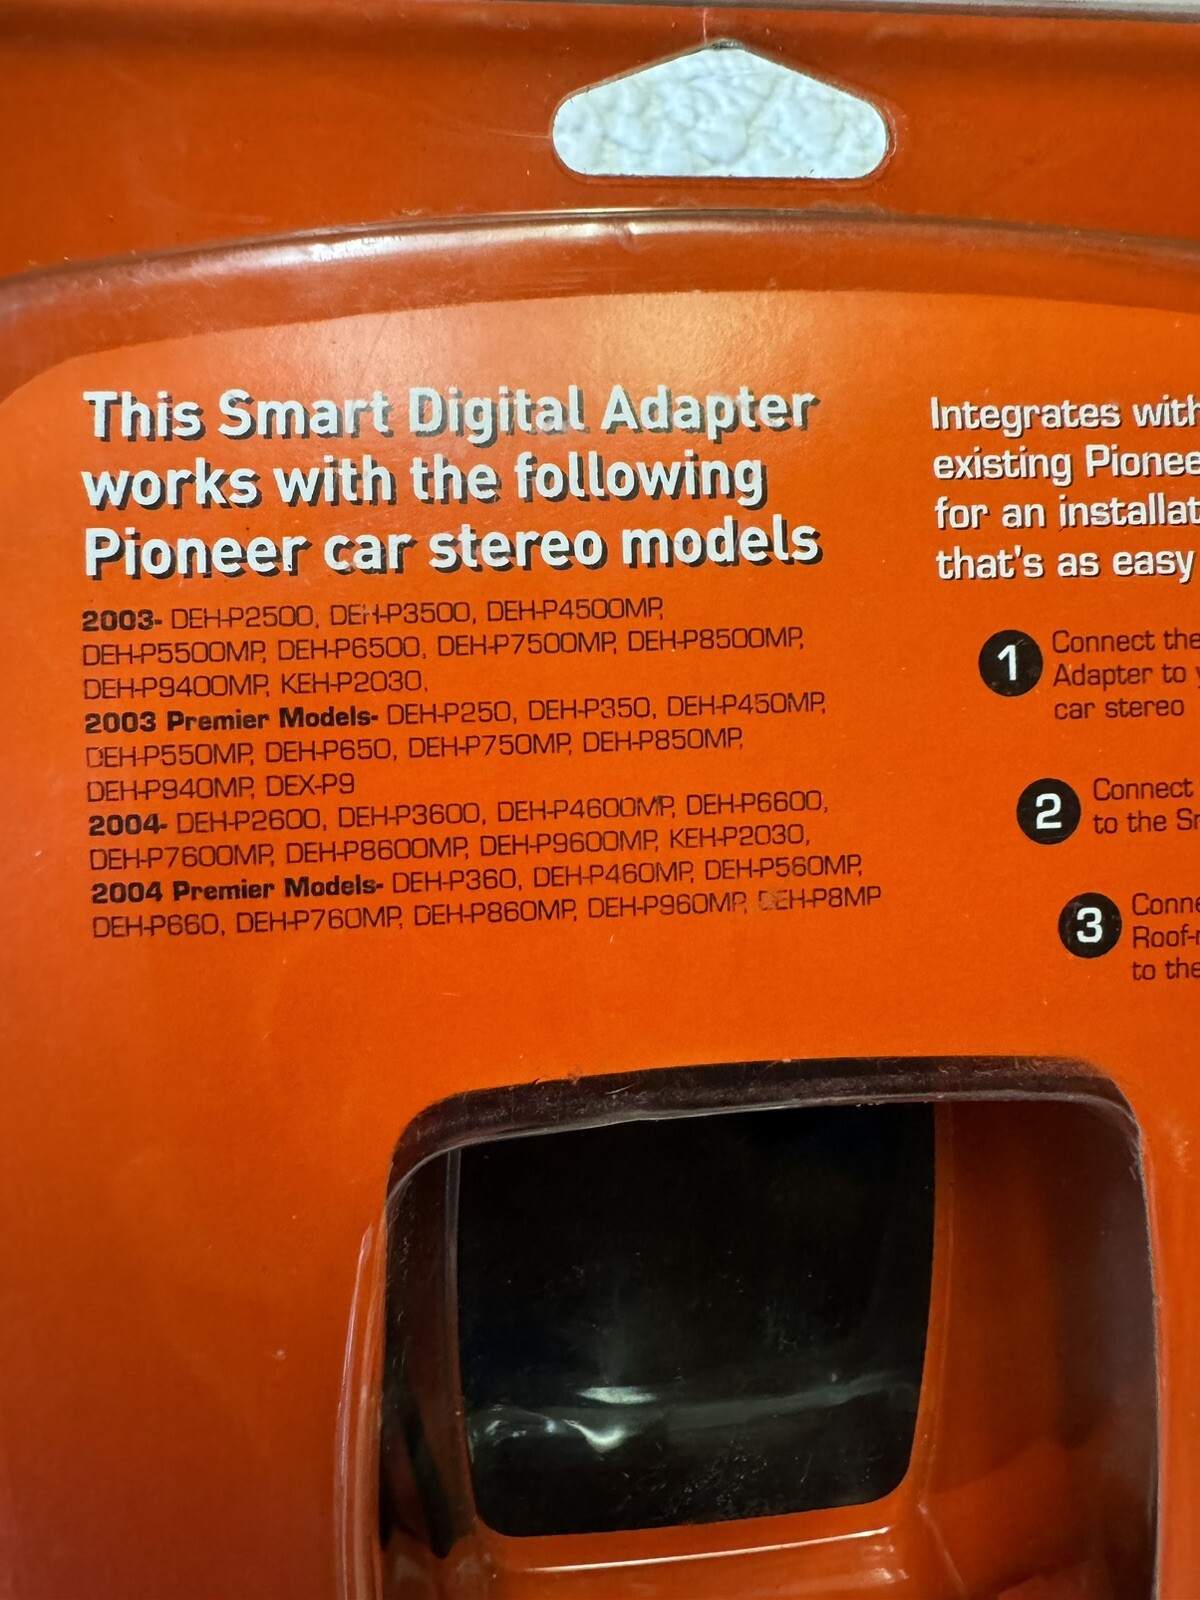 This Smart Digital Adapter
works with the following
Pioneer car stereo models
2003- DEH-P2500, DEH-P3500, DEH-P4500MP,
DEH-P5500MP, DEH-P6500, DEH-P7500MP, DEH-P8500MP,
DEH-P9400MP, KEH-P2030,
2003 Premier Models- DEH-P250, DEH-P350, DEH-P450MP,
DEH-P550MP, DEH-P650, DEH-P750MP, DEH-P850MP,
DEH-P940MP, DEX-P9
2004- DEH-P2600, DEH-P3600, DEH-P4600MP, DEH-P6600,
DEH-P7600MP, DEH-P8600MP, DEH-P9600MP, KEH-P2030,
2004 Premier Models- DEH-P360, DEH-P460MP, DEH-P560MP,
DEH-P660, DEH-P760MP, DEH-P860MP, DEH-P960MP, DEH-P8MP
Integrates with
existing
for an
that's as easy
1 Connect the
Adapter to
car stereo
2 Connect
to the
3
to the